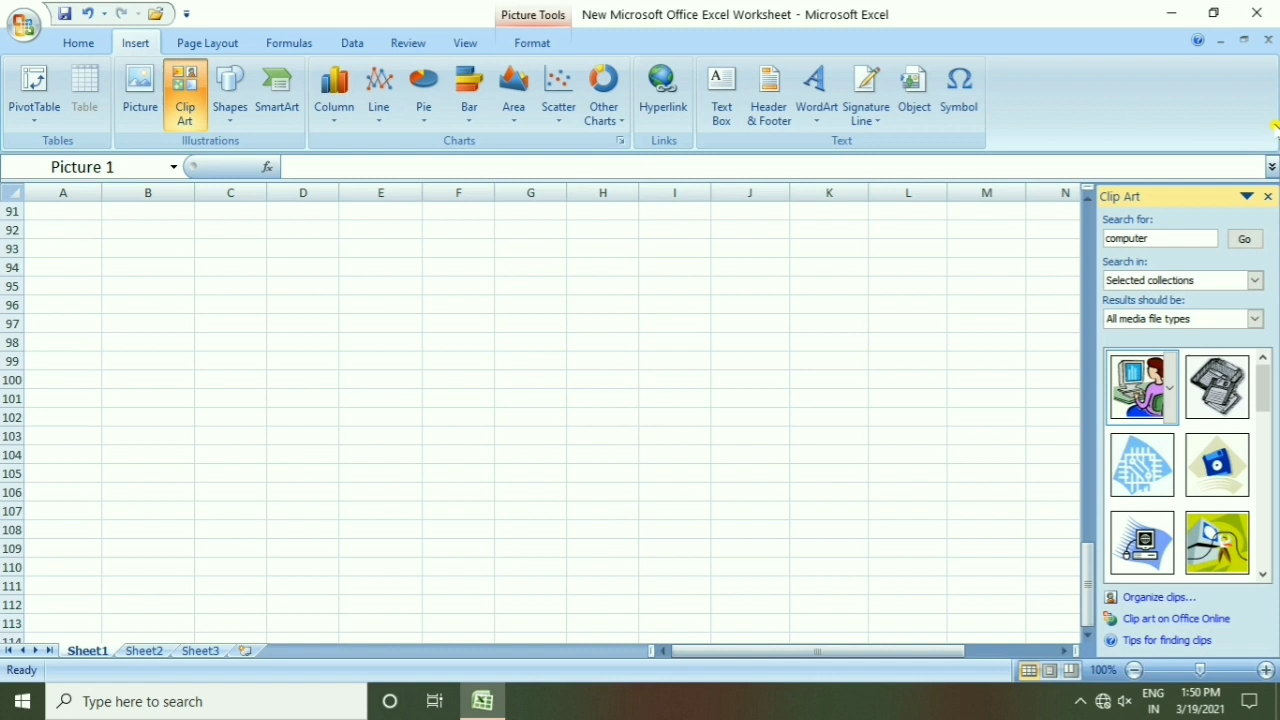 Picture Tools
New Microsoft Office Excel Worksheet - Microsoft Excel
Home Insert Page Layout Formulas Data Review View Format
PivotTable Table
Tables
Picture Clip Art Shapes SmartArt
Illustrations
Column Line Pie Bar Area Scatter Other Charts
Charts
Hyperlink
Links
Text Box Header & Footer WordArt Signature Line Object Symbol
Text
Picture 1 fx
A B C D E F G H I J K L M N
91
92
93
94
95
96
97
98
99
100
101
102
103
104
105
106
107
108
109
110
111
112
113
114
Clip Art
Search for:
computer Go
Search in:
Selected collections
Results should be:
All media file types
Organize clips...
Clip art on Office Online
Tips for finding clips
Sheet1 Sheet2 Sheet3
Ready 100%
Type here to search
ENG
IN
1:50 PM
3/19/2021